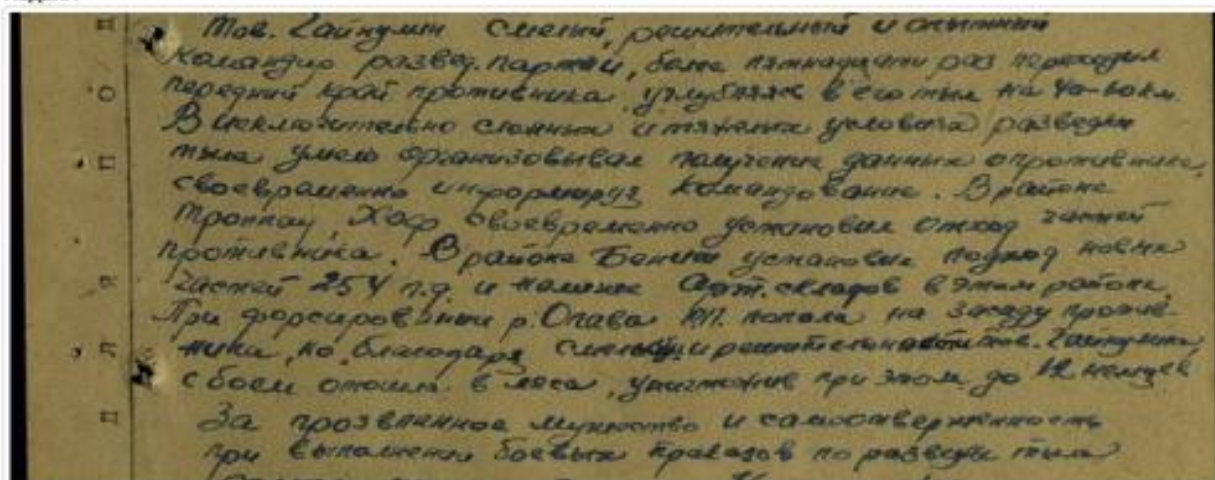 Тов. Гайнулин смелый, решительный и опытный
командир развед. партии, более пятнадцати раз переходил
передний край противника, углубляясь в его тыл на 40-60км.
В исключительно сложных и тяжелых условиях разведки
тыла умело организовывал получение данных о противнике,
своевременно информируя командование. В районе
Троппау, Хоф своевременно установил отход частей
противника. В районе Бениш установил подход новых
частей 254 п.д. и наличие арт. складов в этом районе.
При форсировании р. Опава попала на засаду против-
ника, но благодаря смелости и решительности тов. Гайнулина
с боем отошла в леса, уничтожив при этом до 12 немцев
За проявленное мужество и самоотверженность
при выполнении боевых приказов по разведке тыла